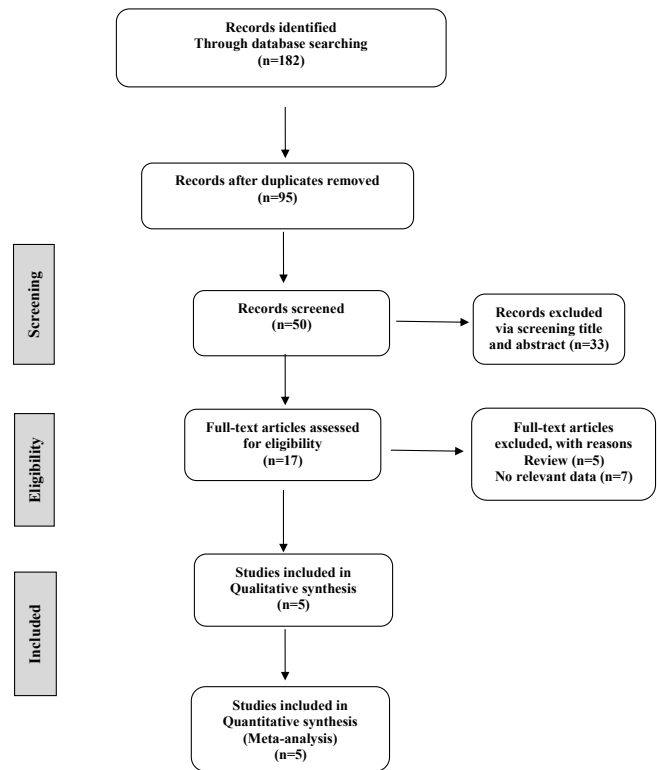 Records identified
Through database searching
(n=182)
Records after duplicates removed
(n=95)
Screening
Records screened
(n=50)
Records excluded
via screening title
and abstract (n=33)
Eligibility
Full-text articles assessed
for eligibility
(n=17)
Full-text articles
excluded, with reasons
Review (n=5)
No relevant data (n=7)
Included
Studies included in
Qualitative synthesis
(n=5)
Studies included in
Quantitative synthesis
(Meta-analysis)
(n=5)